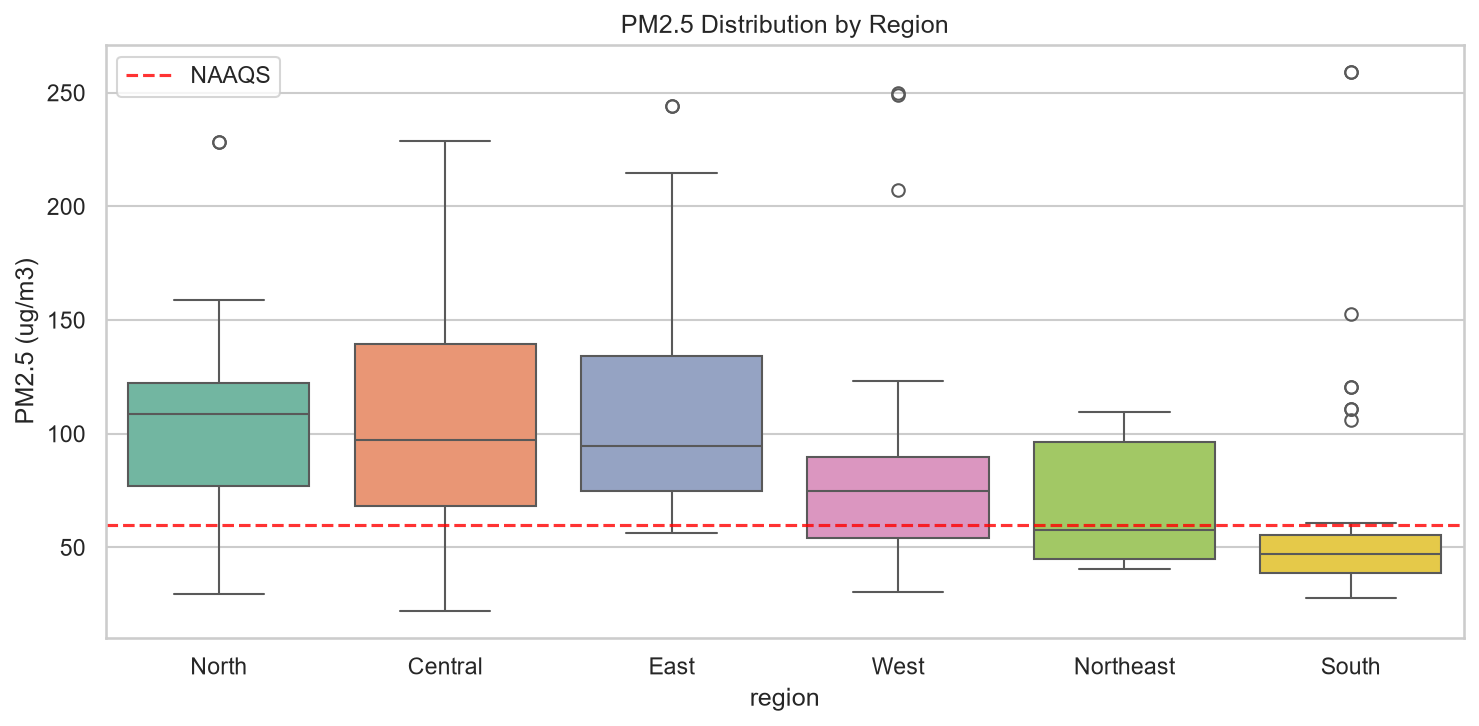 PM2.5 Distribution by Region
NAAQS
PM2.5 (ug/m3)
250
200
150
100
50
North Central East West Northeast South
region